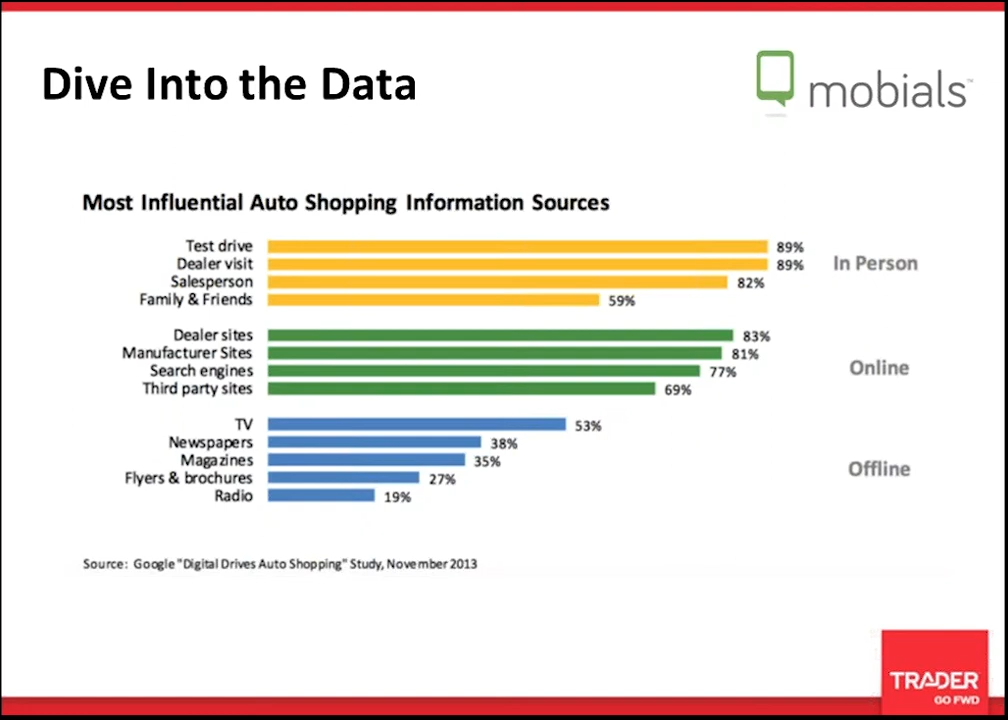 Dive Into the Data
mobials™
Most Influential Auto Shopping Information Sources
Test drive 89%
Dealer visit 89%
Salesperson 82%
Family & Friends 59%
In Person
Dealer sites 83%
Manufacturer Sites 81%
Search engines 77%
Third party sites 69%
Online
TV 53%
Newspapers 38%
Magazines 35%
Flyers & brochures 27%
Radio 19%
Offline
Source: Google "Digital Drives Auto Shopping" Study, November 2013
TRADER
GO FWD